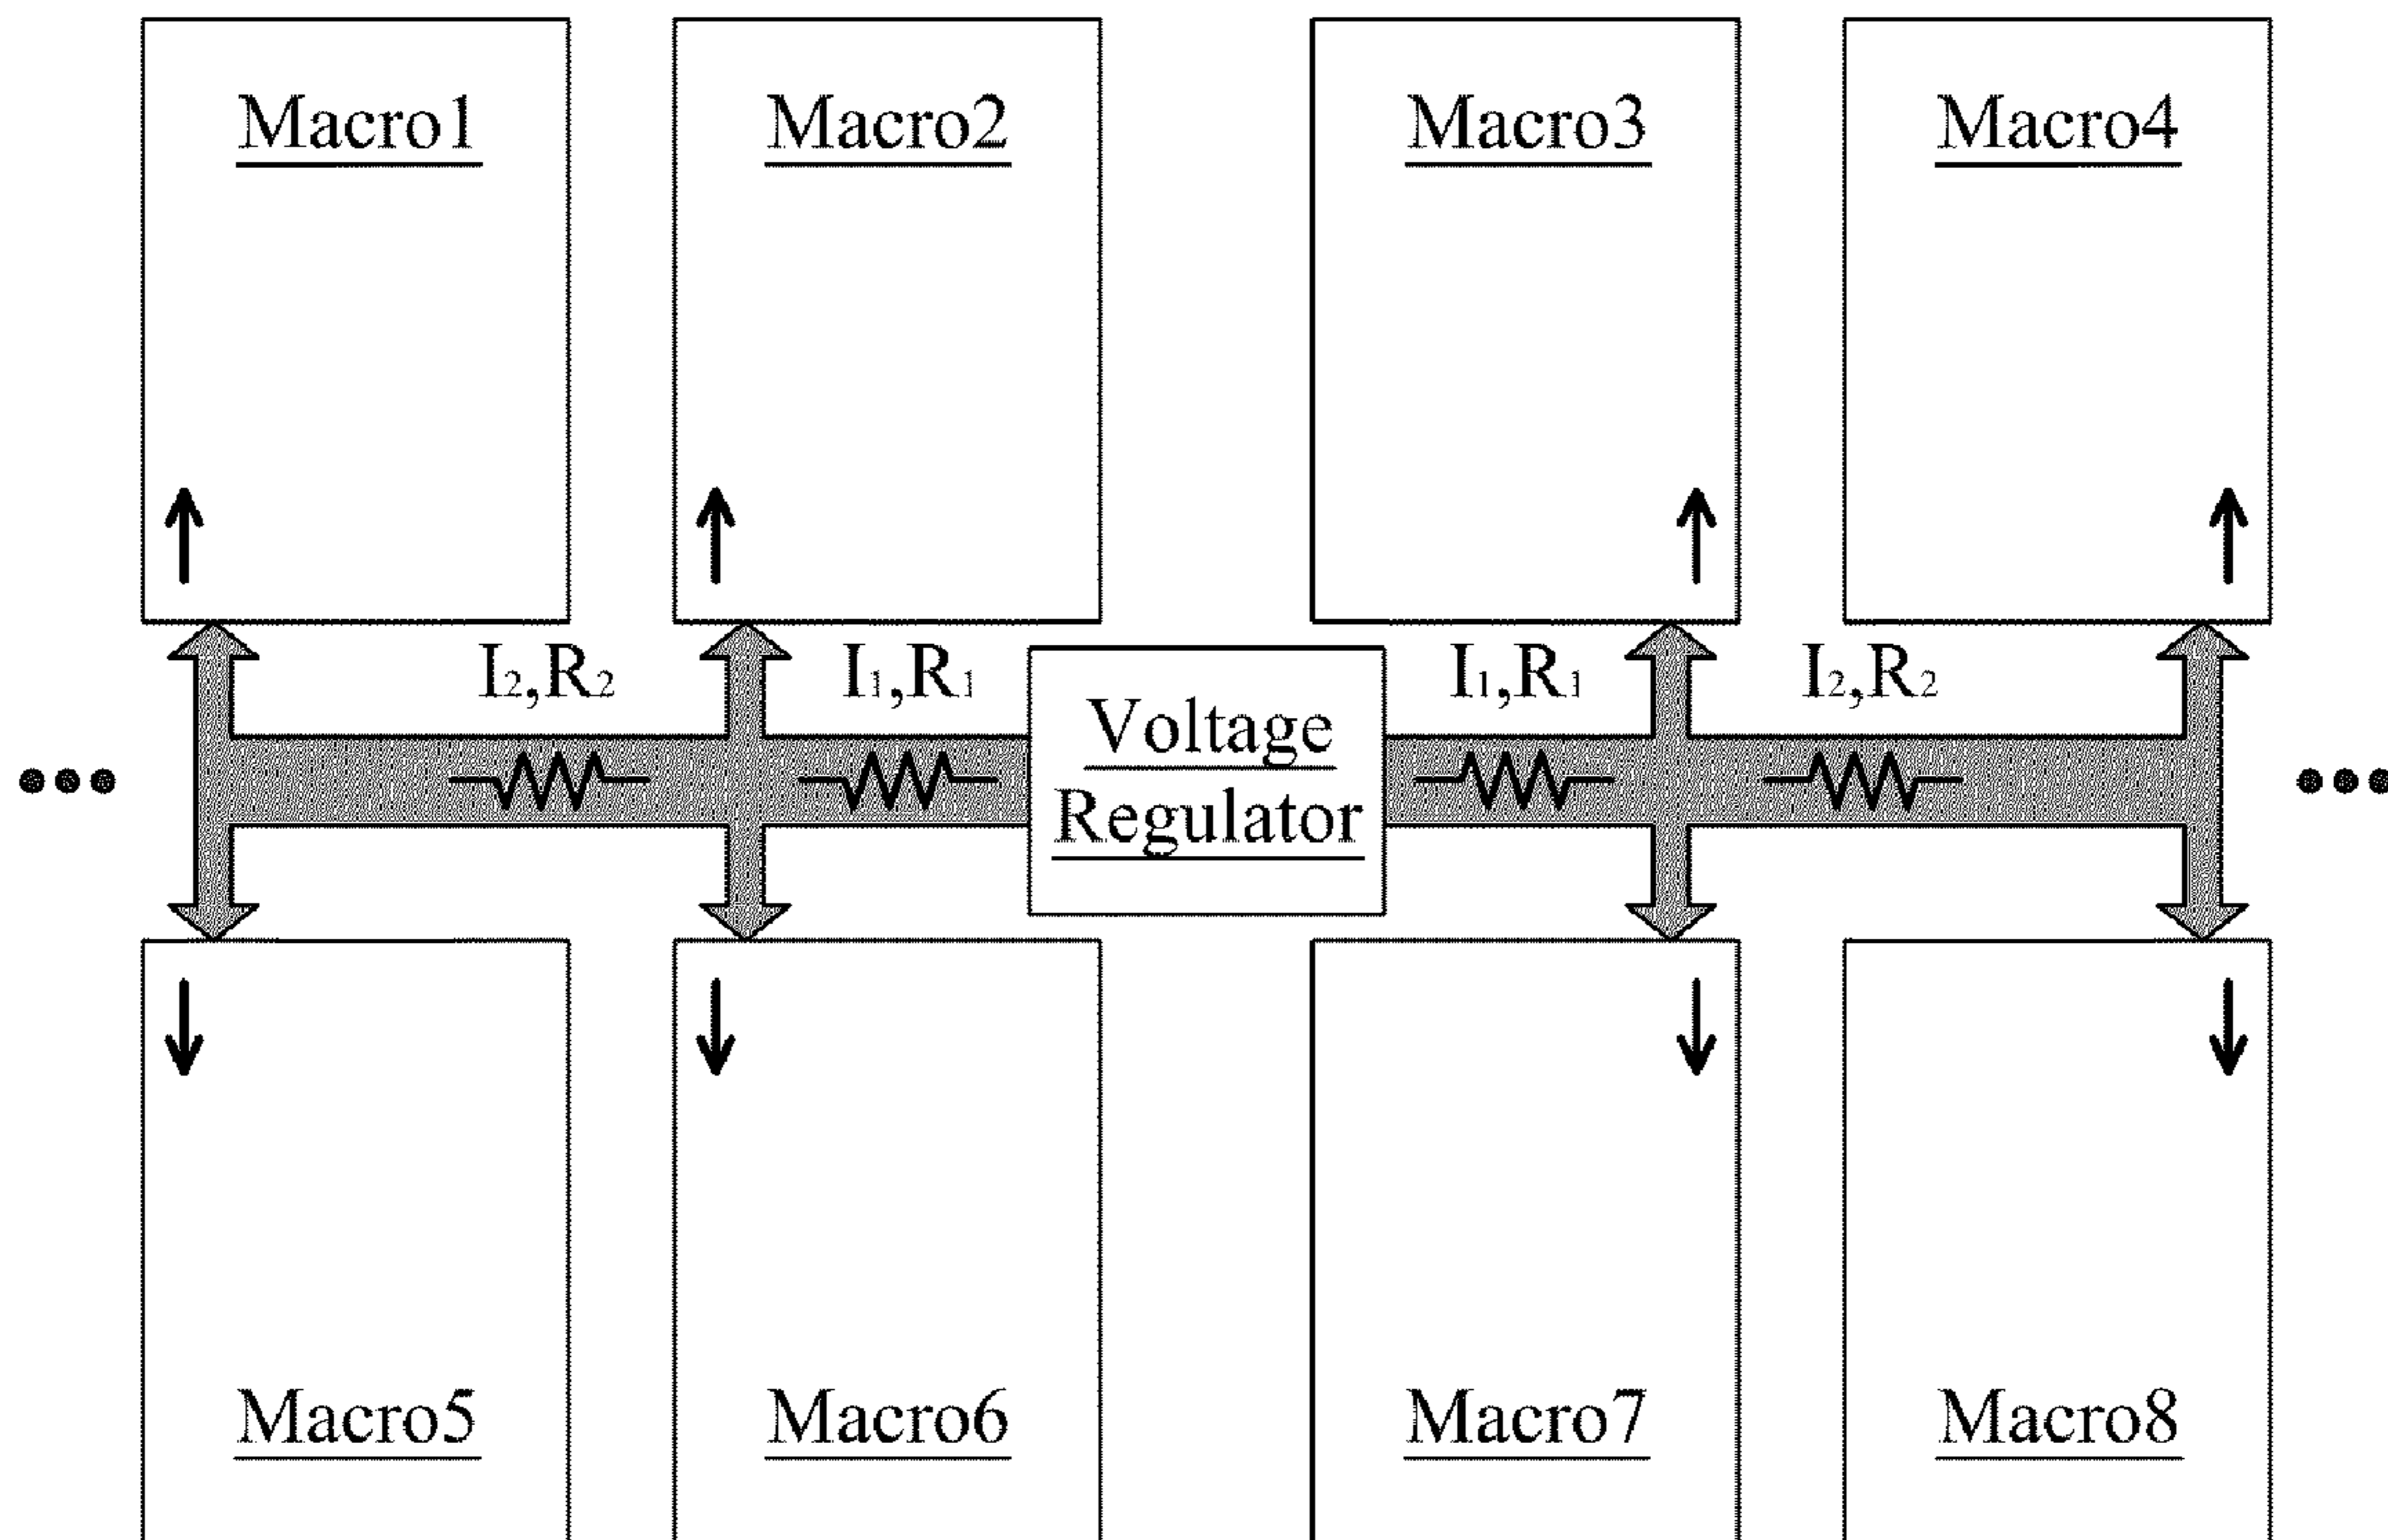 Macro1 Macro2 Macro3 Macro4
I₂,R₂ I₁,R₁ I₁,R₁ I₂,R₂
Voltage
Regulator
Macro5 Macro6 Macro7 Macro8